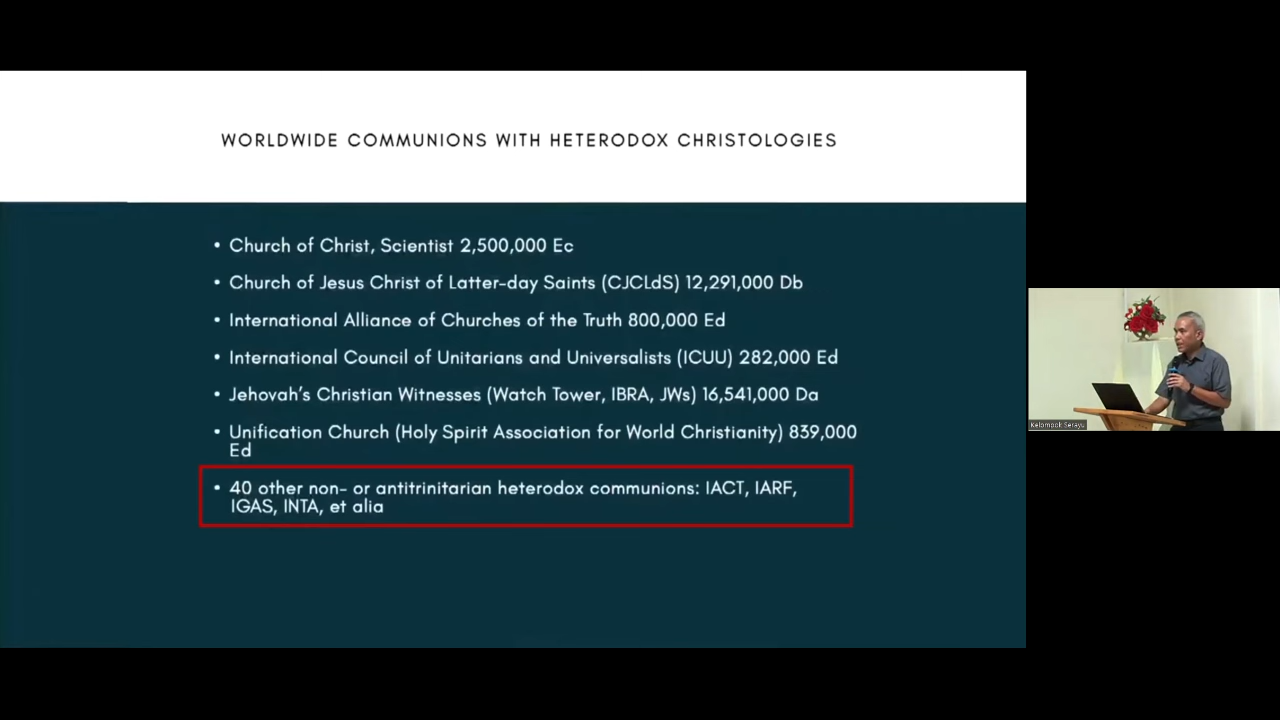 WORLDWIDE COMMUNIONS WITH HETERODOX CHRISTOLOGIES
• Church of Christ, Scientist 2,500,000 Ec
• Church of Jesus Christ of Latter-day Saints (CJCLdS) 12,291,000 Db
• International Alliance of Churches of the Truth 800,000 Ed
• International Council of Unitarians and Universalists (ICUU) 282,000 Ed
• Jehovah's Christian Witnesses (Watch Tower, IBRA, JWs) 16,541,000 Da
• Unification Church (Holy Spirit Association for World Christianity) 839,000
Ed
• 40 other non- or antitrinitarian heterodox communions: IACT, IARF,
IGAS, INTA, et alia
Kelompok Serayu